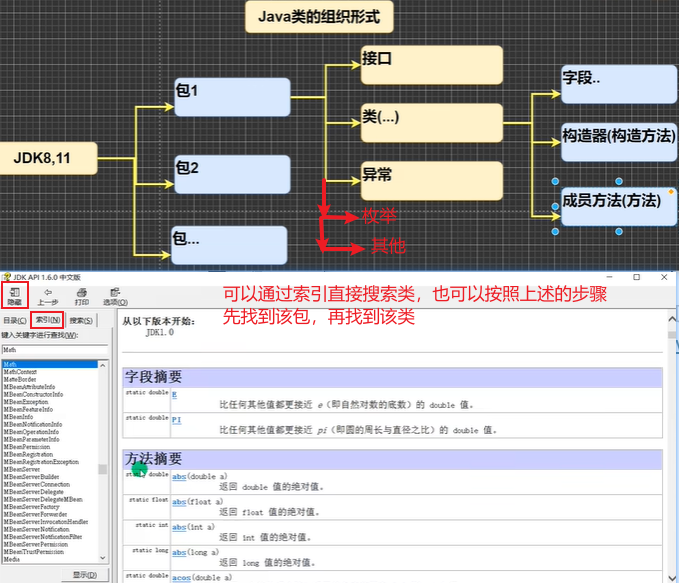 Java类的组织形式
JDK8,11
包1
包2
包...
接口
类(...)
异常
枚举
其他
字段..
构造器(构造方法)
成员方法(方法)
JDK API 1.6.0 中文版
隐藏
上一步
打印
选项(O)
可以通过索引直接搜索类，也可以按照上述的步骤
先找到该包，再找到该类
目录(C)
索引(N)
搜索(S)
键入关键字进行查找(W):
Math
Math
MathContext
MatteBorder
MBeanAttributeInfo
MBeanConstructorInfo
MBeanException
MBeanFeatureInfo
MBeanInfo
MBeanNotificationInfo
MBeanOperationInfo
MBeanParameterInfo
MBeanPermission
MBeanRegistration
MBeanRegistrationException
MBeanServer
MBeanServerBuilder
MBeanServerConnection
MBeanServerDelegate
MBeanServerDelegateMBean
MBeanServerFactory
MBeanServerForwarder
MBeanServerInvocationHandler
MBeanServerNotification
MBeanServerNotificationFilter
MBeanServerPermission
MBeanTrustPermission
Media
显示(D)
从以下版本开始:
JDK1.0
字段摘要
static double E
比任何其他值都更接近 e（即自然对数的底数）的 double 值。
static double PI
比任何其他值都更接近 pi（即圆的周长与直径之比）的 double 值。
方法摘要
static double abs(double a)
返回 double 值的绝对值。
static float abs(float a)
返回 float 值的绝对值。
static int abs(int a)
返回 int 值的绝对值。
static long abs(long a)
返回 long 值的绝对值。
static double acos(double a)